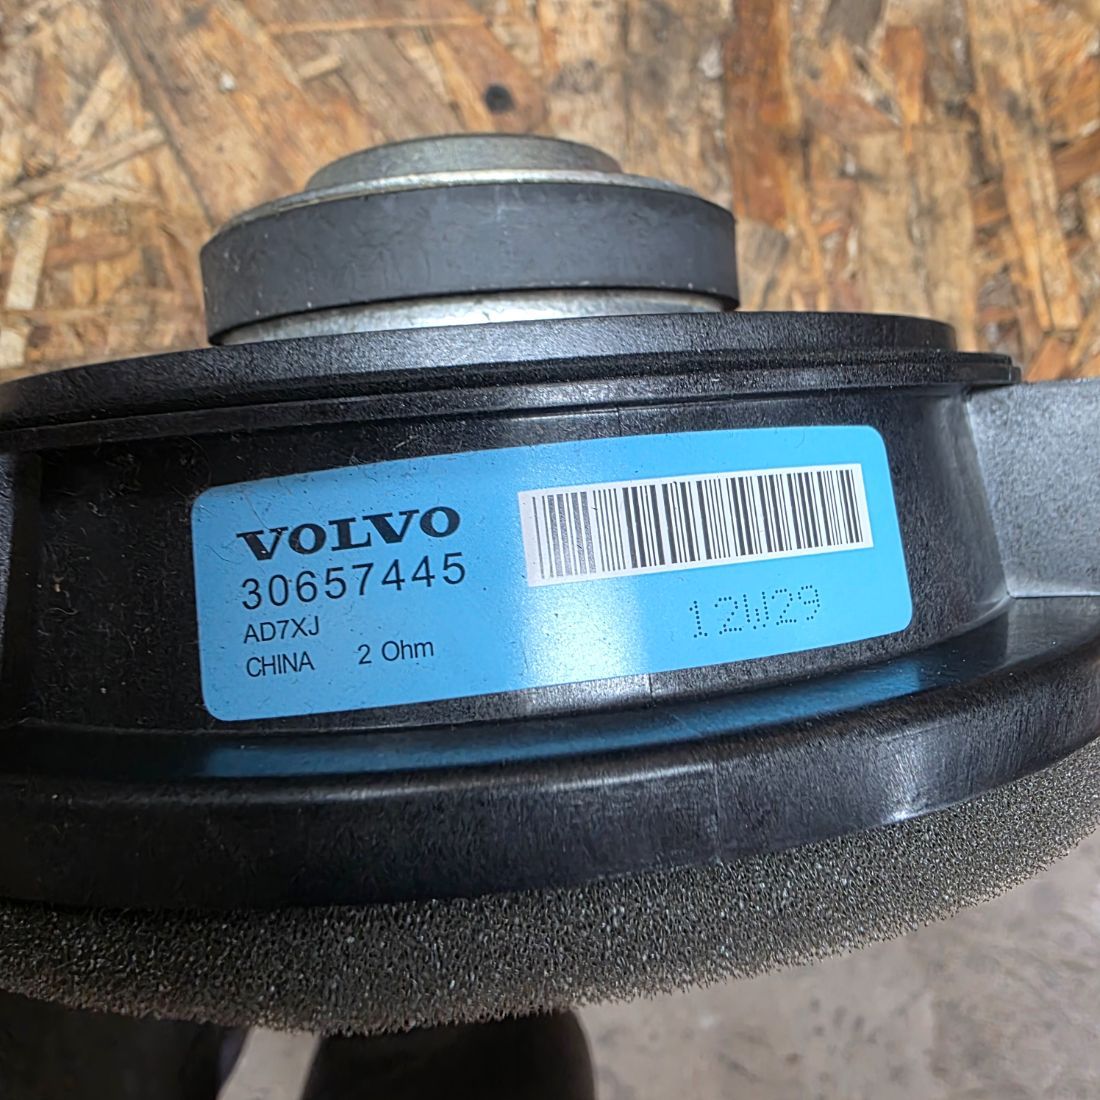 VOLVO
30657445
AD7XJ
CHINA 2 Ohm
12W29